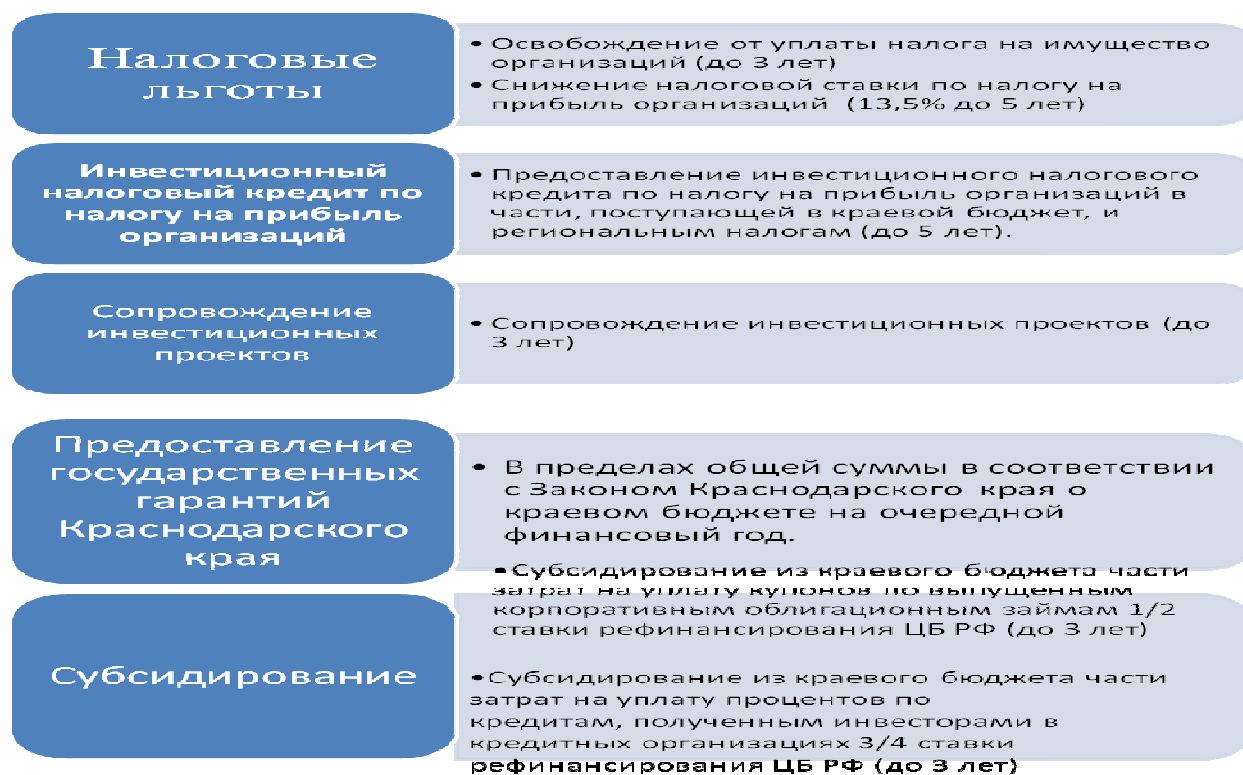 Налоговые
льготы
• Освобождение от уплаты налога на имущество
организаций (до 3 лет)
• Снижение налоговой ставки по налогу на
прибыль организаций (13,5% до 5 лет)
Инвестиционный
налоговый кредит по
налогу на прибыль
организаций
• Предоставление инвестиционного налогового
кредита по налогу на прибыль организаций в
части, поступающей в краевой бюджет, и
региональным налогам (до 5 лет).
Сопровождение
инвестиционных
проектов
• Сопровождение инвестиционных проектов (до
3 лет)
Предоставление
государственных
гарантий
Краснодарского
края
• В пределах общей суммы в соответствии
с Законом Краснодарского края о
краевом бюджете на очередной
финансовый год.
Субсидирование
•Субсидирование из краевого бюджета части
затрат на уплату купонов по выпущенным
корпоративным облигационным займам 1/2
ставки рефинансирования ЦБ РФ (до 3 лет)
•Субсидирование из краевого бюджета части
затрат на уплату процентов по
кредитам, полученным инвесторами в
кредитных организациях 3/4 ставки
рефинансирования ЦБ РФ (до 3 лет)